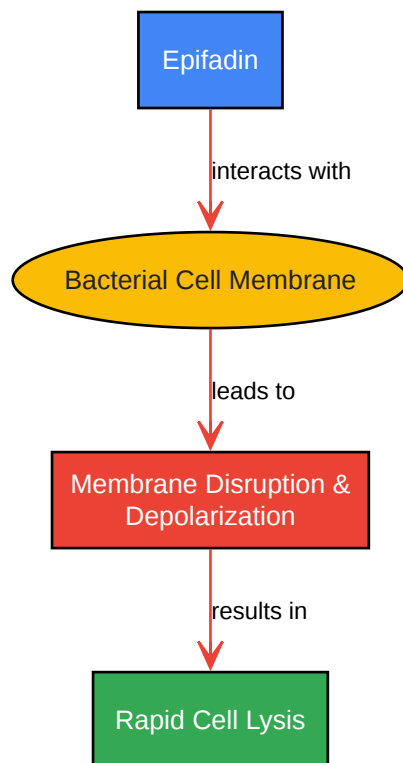 Epifadin
interacts with
Bacterial Cell Membrane
leads to
Membrane Disruption &
Depolarization
results in
Rapid Cell Lysis